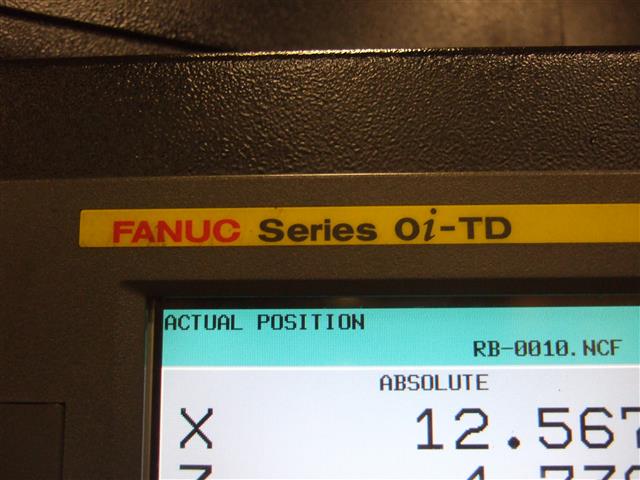 FANUC Series 0i-TD
ACTUAL POSITION
RB-0010.NCF
ABSOLUTE
X 12.567